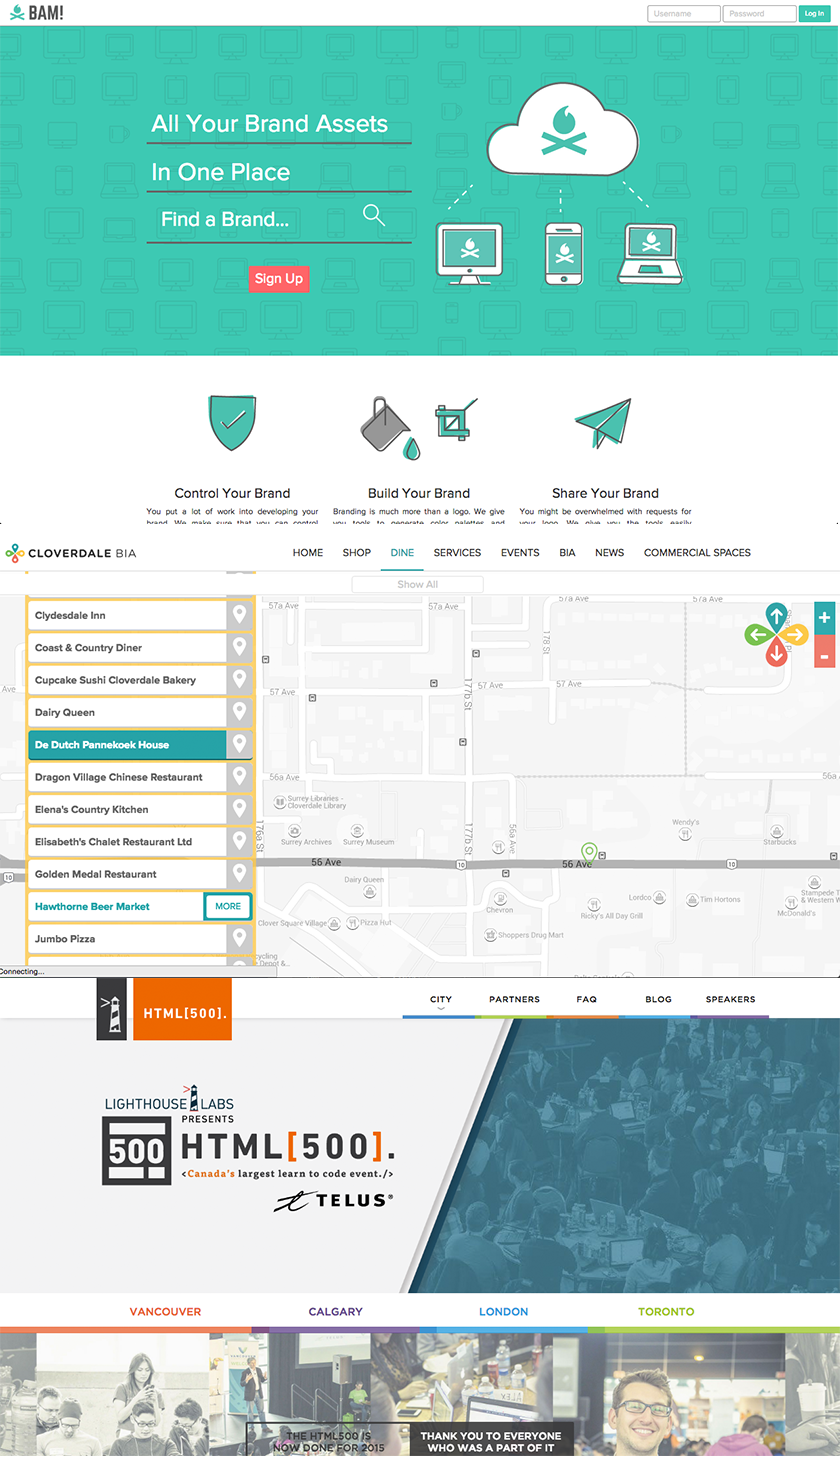 BAM!
Username Password Log In
All Your Brand Assets
In One Place
Find a Brand...
Sign Up
Control Your Brand Build Your Brand Share Your Brand
You put a lot of work into developing your Branding is much more than a logo. We give You might be overwhelmed with requests for
brand. We make sure that you can control you tools to generate color palettes and your logo. We give you the tools easily
CLOVERDALE BIA HOME SHOP DINE SERVICES EVENTS BIA NEWS COMMERCIAL SPACES
Show All
57a Ave 57a Ave 57a Ave
Clydesdale Inn
Coast & Country Diner
178 St
Cupcake Sushi Cloverdale Bakery
57 Ave 57 Ave 57 Ave
Ave
177b St
Dairy Queen
De Dutch Pannekoek House
Dragon Village Chinese Restaurant
56a Ave 56a Ave
Surrey Libraries -
Cloverdale Library
Elena's Country Kitchen
176a St
177b St
56a Ave
Wendy's
Surrey Archives Surrey Museum Starbucks
Elisabeth's Chalet Restaurant Ltd
56 Ave 56 Ave
10 10 10
Golden Medal Restaurant
Dairy Queen
Stampede Tack
& Western W
Hawthorne Beer Market MORE
Chevron Lordco Tim Hortons
Ricky's All Day Grill McDonald's
Clover Square Village Pizza Hut
Shoppers Drug Mart
Jumbo Pizza
Connecting...
HTML[500].
CITY PARTNERS FAQ BLOG SPEAKERS
LIGHTHOUSE LABS
PRESENTS
500 HTML[500].
<Canada's largest learn to code event./>
TELUS®
VANCOUVER CALGARY LONDON TORONTO
THE HTML500 IS
NOW DONE FOR 2015
THANK YOU TO EVERYONE
WHO WAS A PART OF IT